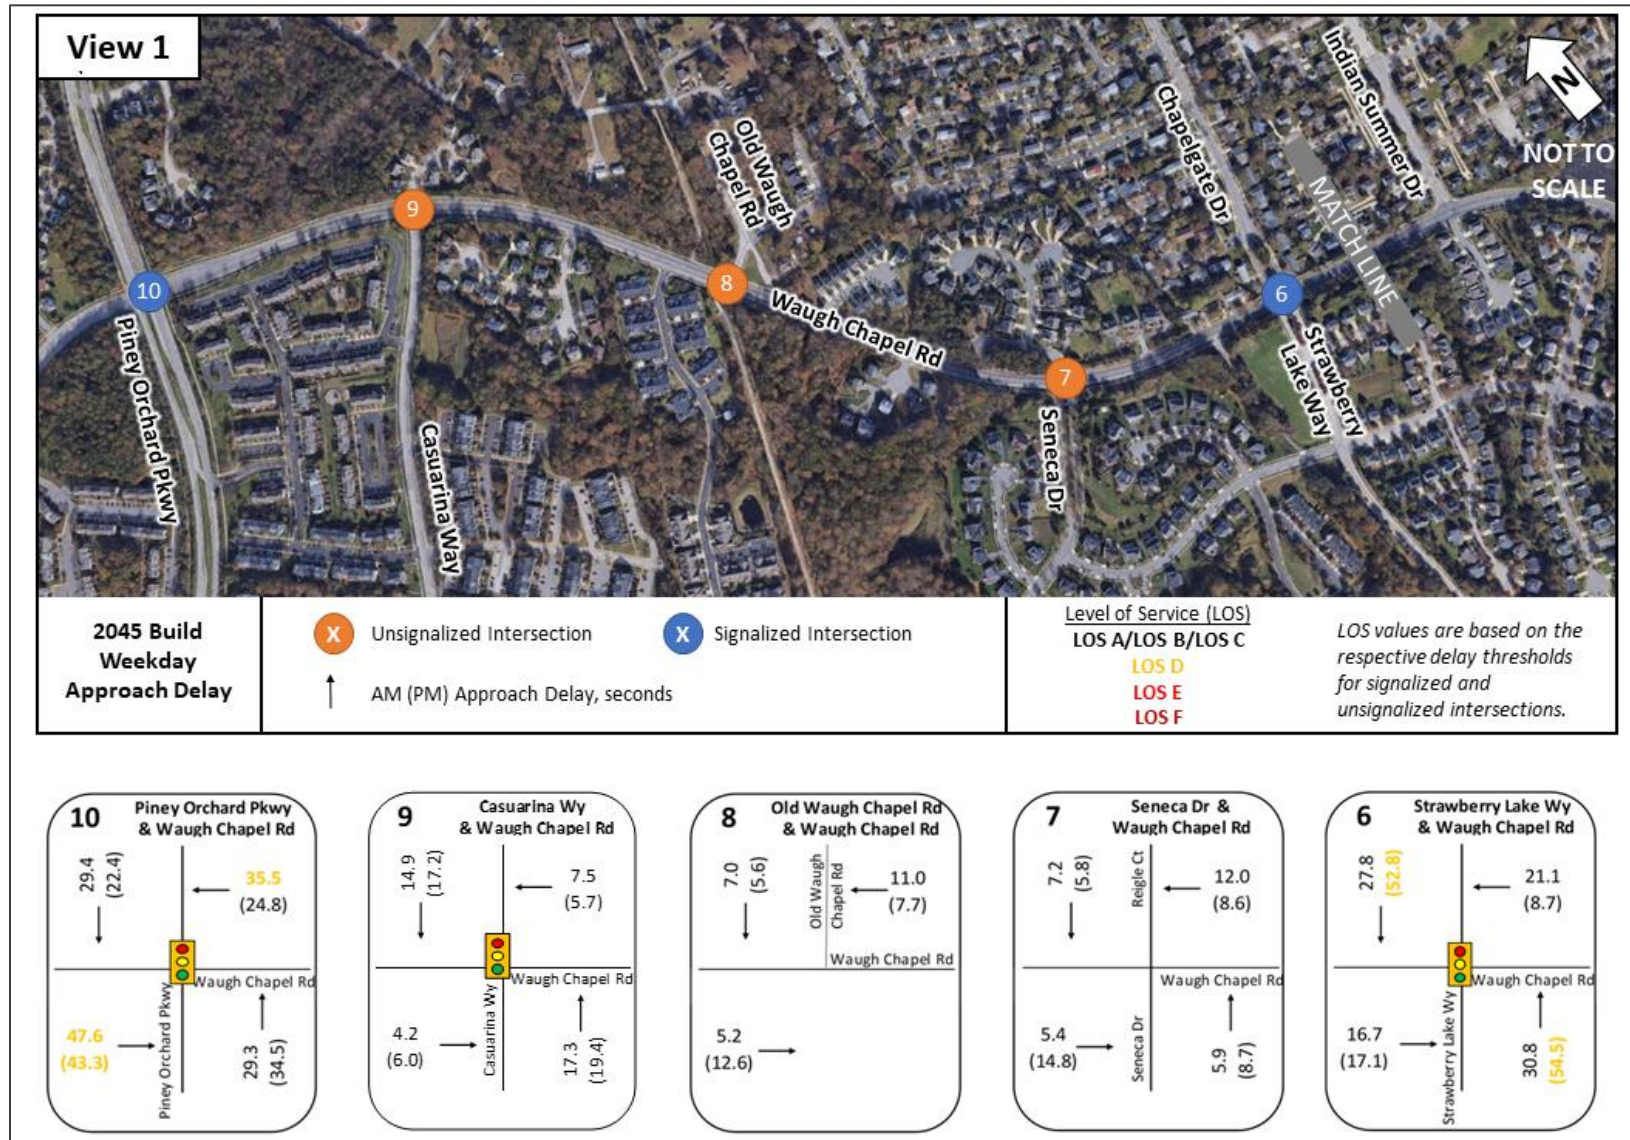 View 1
Indian Summer Dr
Chapelgate Dr
Old Waugh
Chapel Rd
N
NOT TO
SCALE
MATCH LINE
9
10
8
6
7
Waugh Chapel Rd
Piney Orchard Pkwy
Casuarina Way
Seneca Dr
Strawberry
Lake Way
2045 Build
Weekday
Approach Delay
X Unsignalized Intersection
X Signalized Intersection
AM (PM) Approach Delay, seconds
Level of Service (LOS)
LOS A/LOS B/LOS C
LOS D
LOS E
LOS F
LOS values are based on the
respective delay thresholds
for signalized and
unsignalized intersections.
10
Piney Orchard Pkwy
& Waugh Chapel Rd
29.4
(22.4)
35.5
(24.8)
Waugh Chapel Rd
Piney Orchard Pkwy
47.6
(43.3)
29.3
(34.5)
9
Casuarina Wy
& Waugh Chapel Rd
14.9
(17.2)
7.5
(5.7)
Waugh Chapel Rd
Casuarina Wy
4.2
(6.0)
17.3
(19.4)
8
Old Waugh Chapel Rd
& Waugh Chapel Rd
7.0
(5.6)
Old Waugh
Chapel Rd
11.0
(7.7)
Waugh Chapel Rd
5.2
(12.6)
7
Seneca Dr &
Waugh Chapel Rd
7.2
(5.8)
Reigle Ct
12.0
(8.6)
Waugh Chapel Rd
Seneca Dr
5.4
(14.8)
5.9
(8.7)
6
Strawberry Lake Wy
& Waugh Chapel Rd
27.8
(52.8)
21.1
(8.7)
Waugh Chapel Rd
Strawberry Lake Wy
16.7
(17.1)
30.8
(54.5)